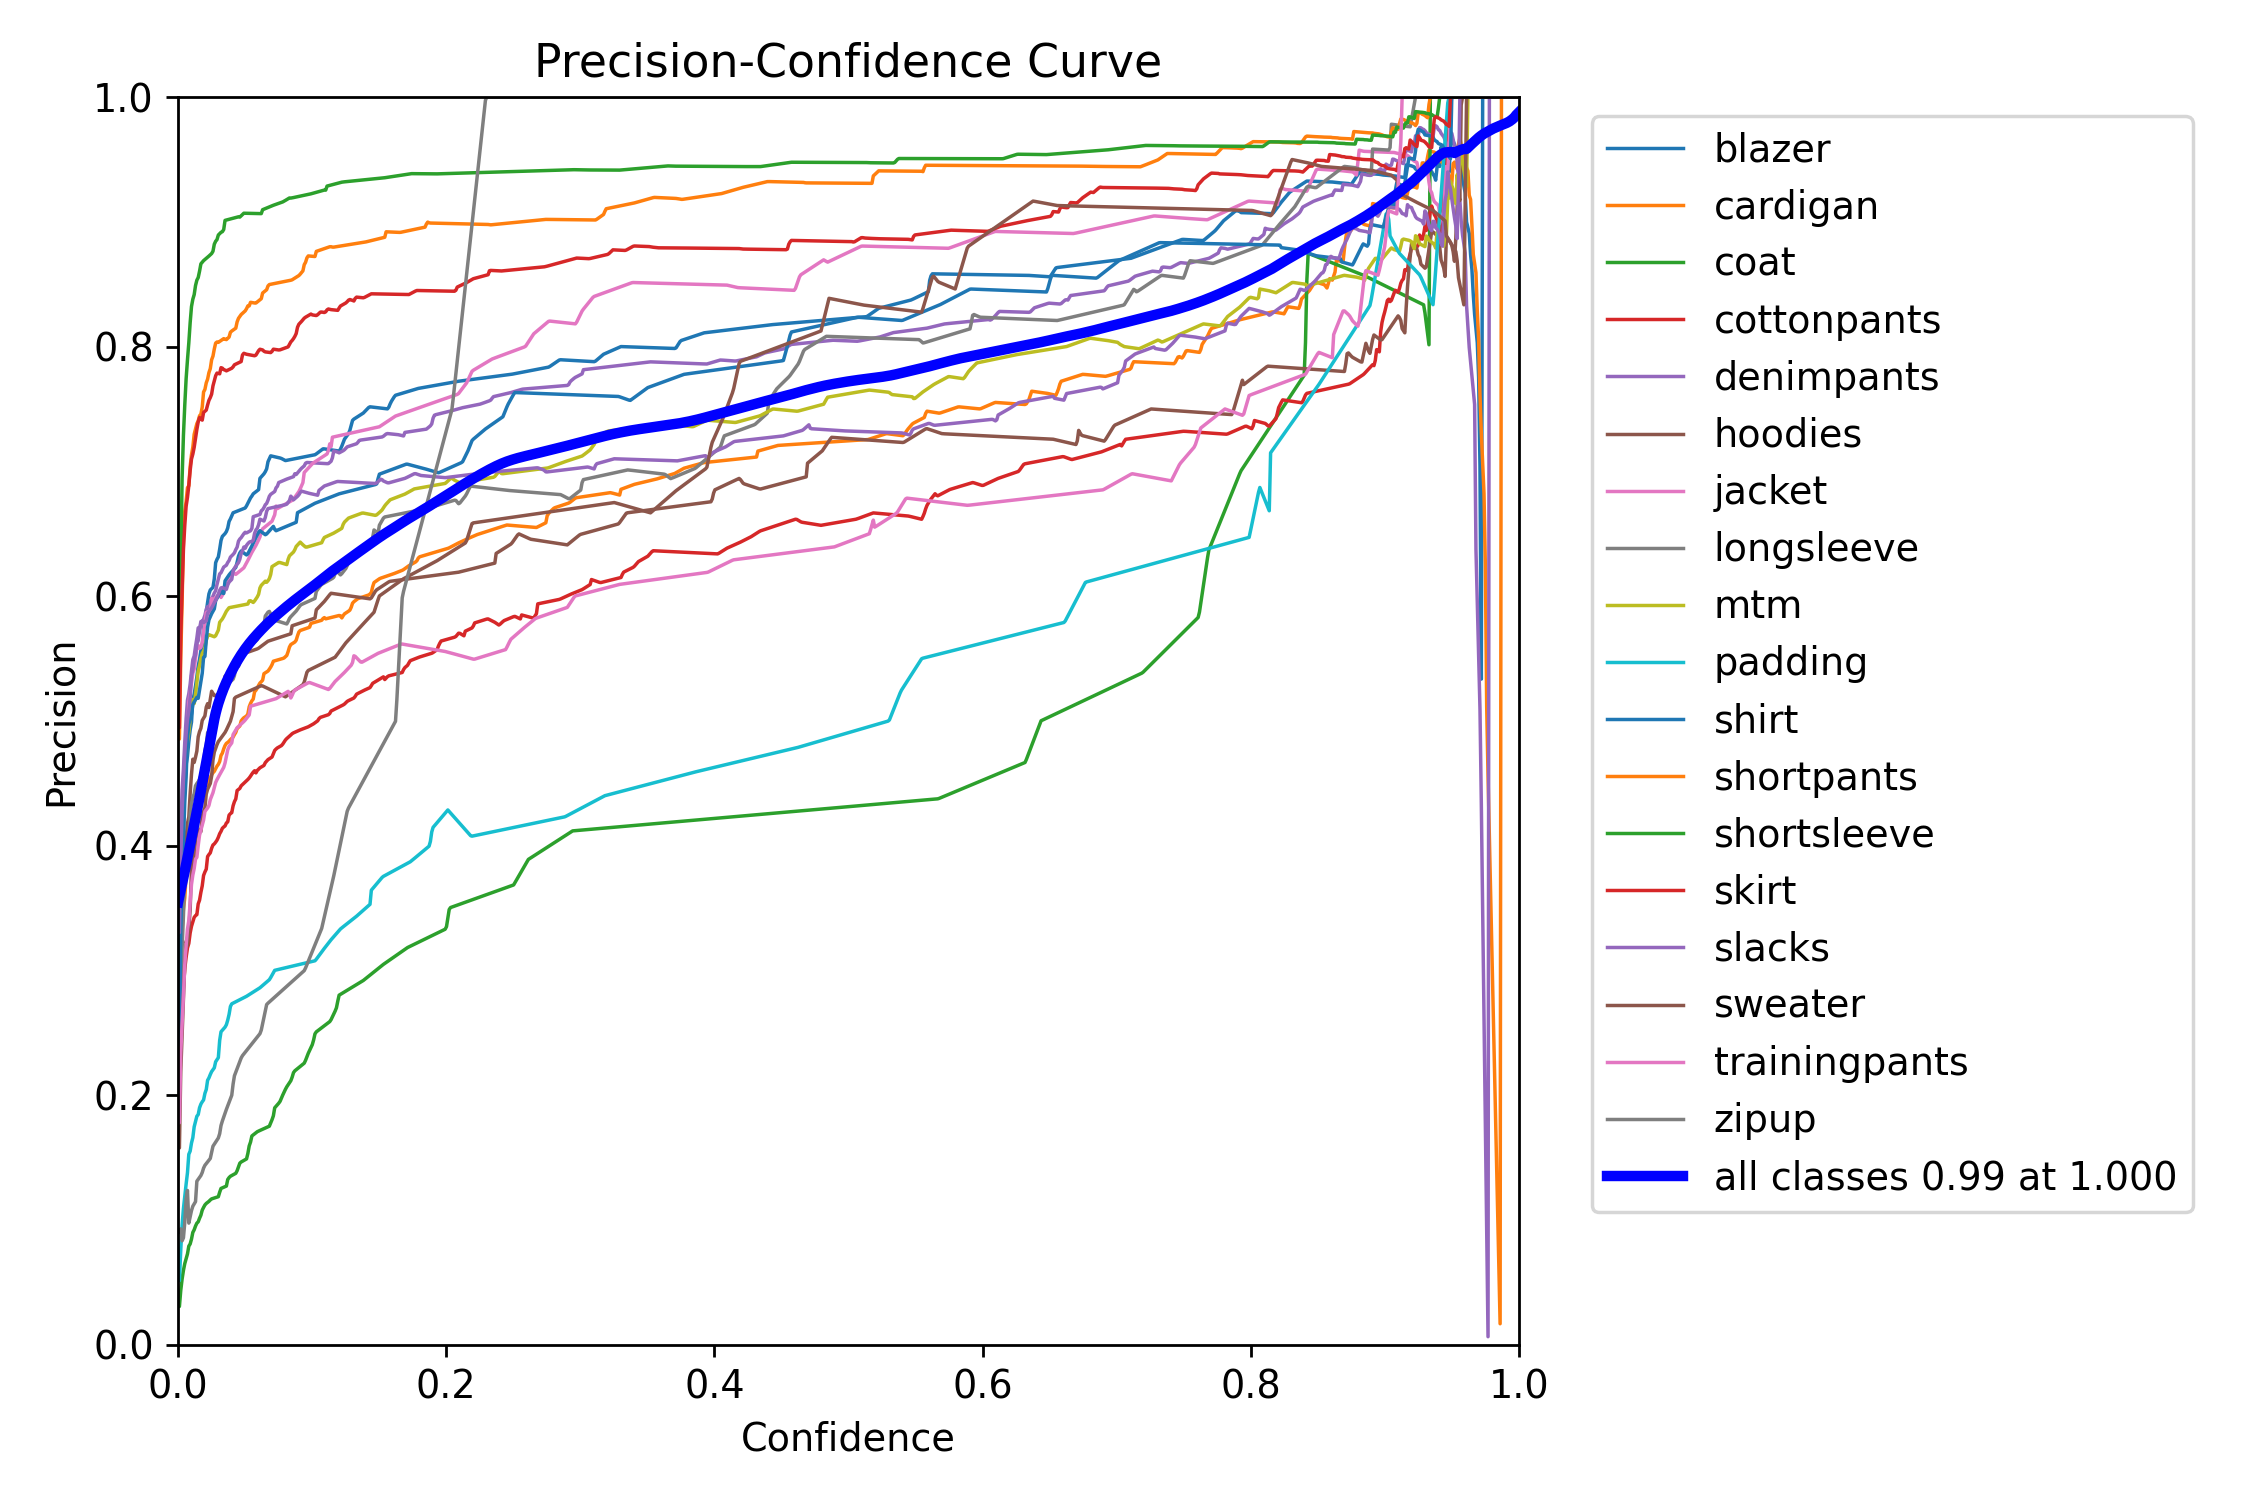 Precision-Confidence Curve
1.0
0.8
0.6
0.4
0.2
0.0
Precision
0.0 0.2 0.4 0.6 0.8 1.0
Confidence
blazer
cardigan
coat
cottonpants
denimpants
hoodies
jacket
longsleeve
mtm
padding
shirt
shortpants
shortsleeve
skirt
slacks
sweater
trainingpants
zipup
all classes 0.99 at 1.000